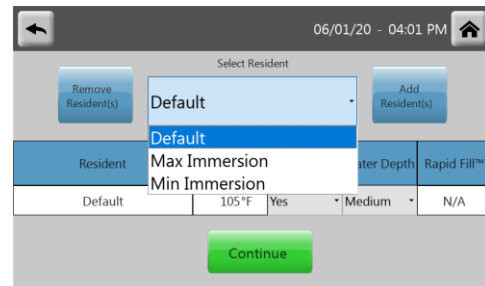 06/01/20 - 04:01 PM
Select Resident
Remove
Resident(s)
Default
Add
Resident(s)
Default
Max Immersion
Min Immersion
Resident
Depth
Rapid Fill™
Default
105°F
Yes
Medium
N/A
Continue